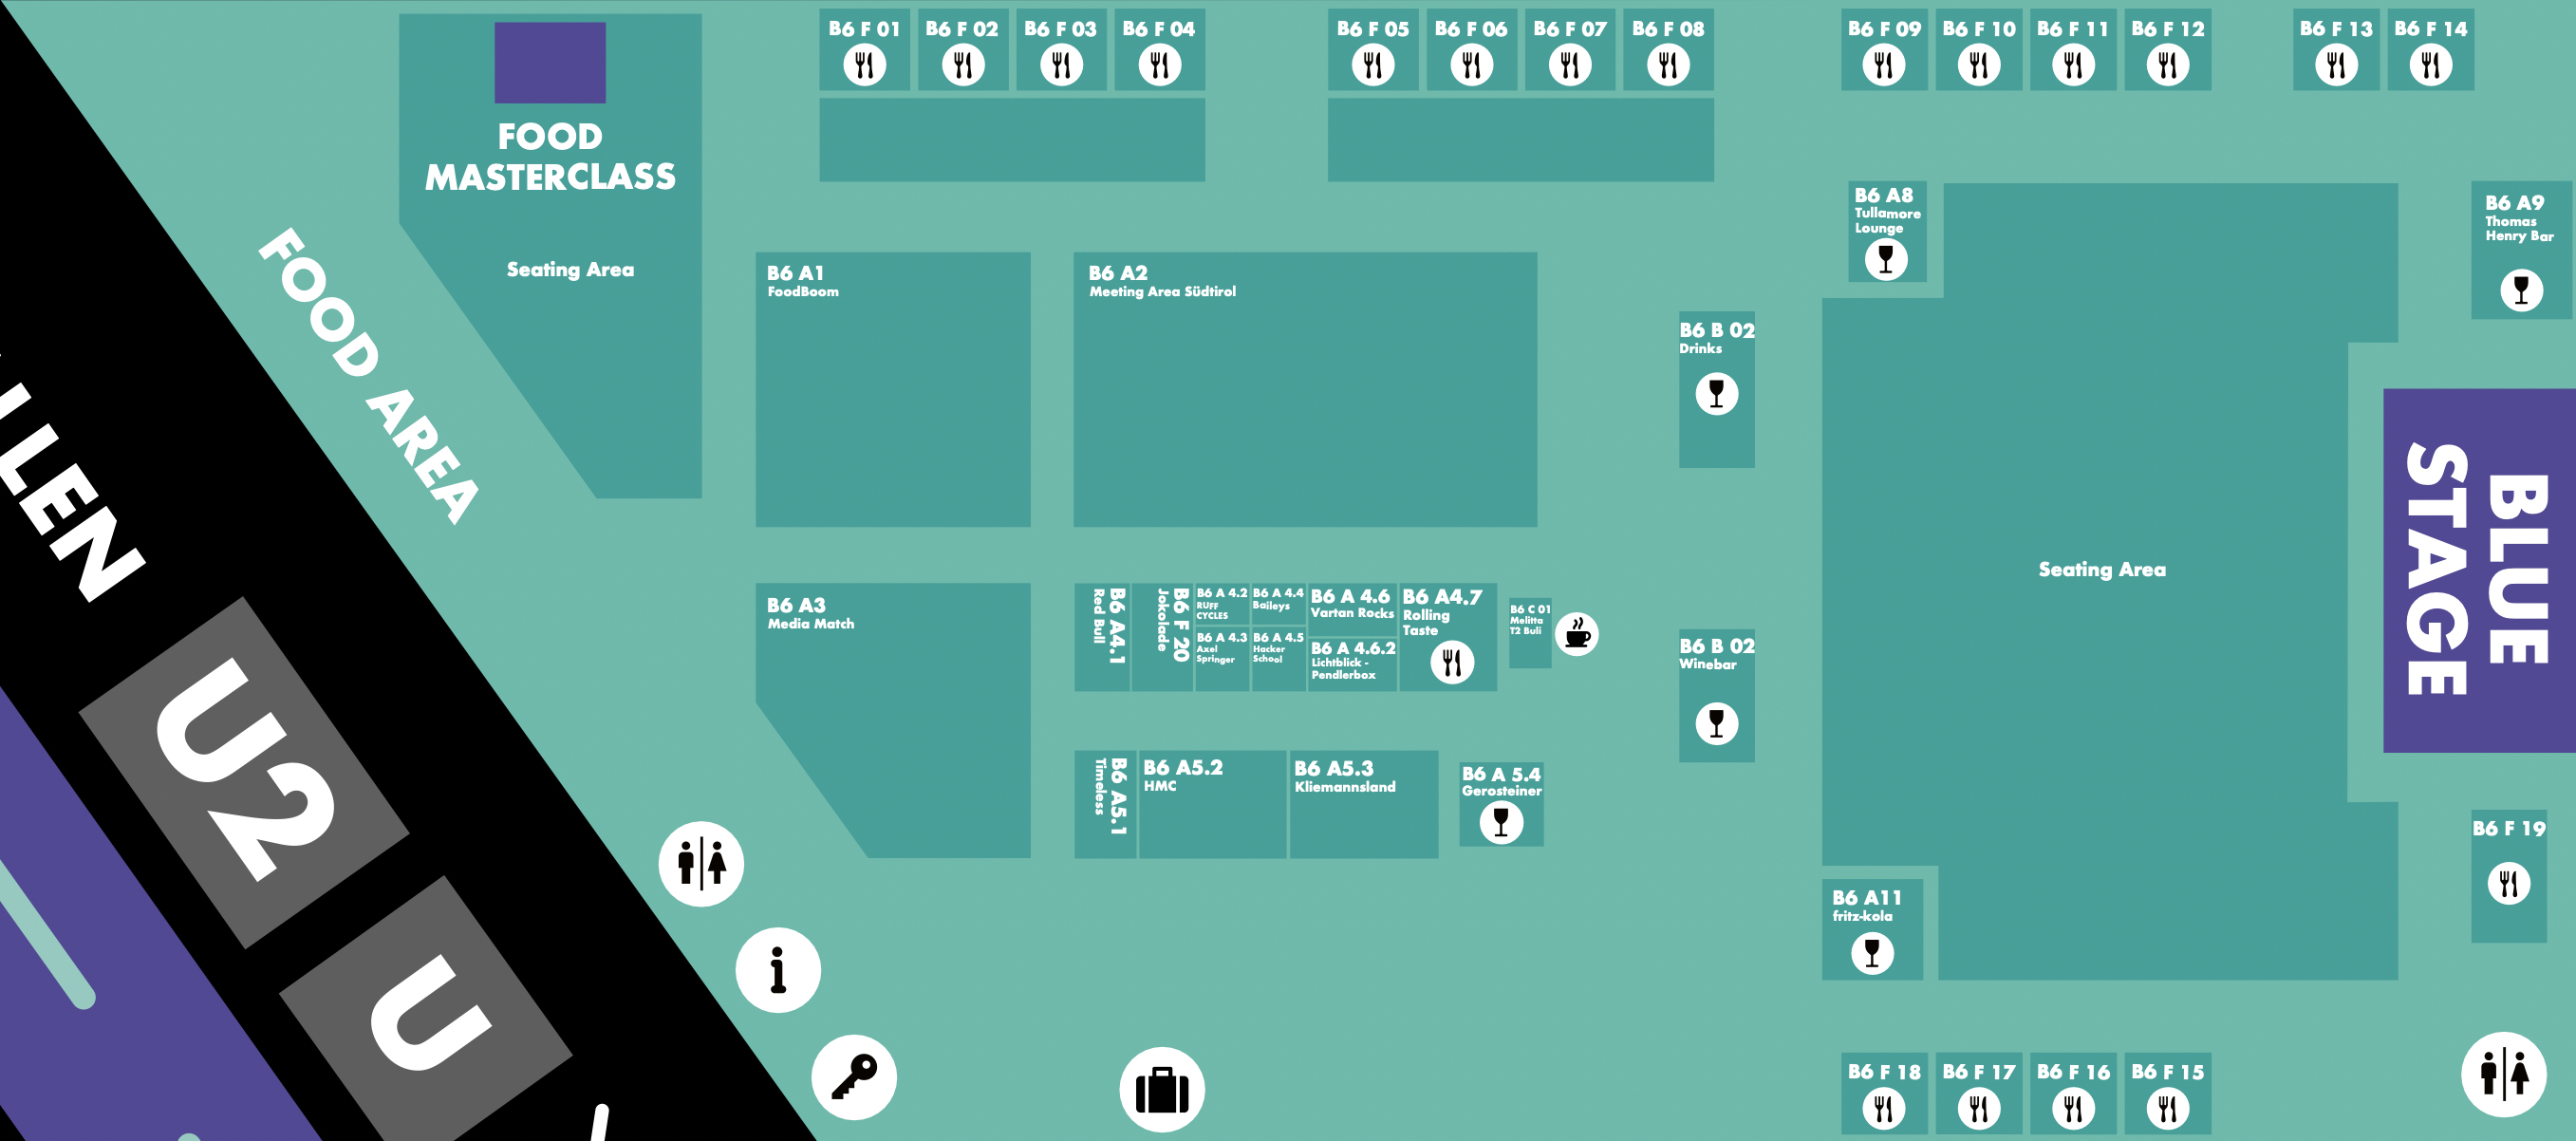 B6 F 01
B6 F 02
B6 F 03
B6 F 04
B6 F 05
B6 F 06
B6 F 07
B6 F 08
B6 F 09
B6 F 10
B6 F 11
B6 F 12
B6 F 13
B6 F 14
FOOD
MASTERCLASS
Seating Area
FOOD AREA
B6 A1
FoodBoom
B6 A2
Meeting Area Südtirol
B6 A8
Tullamore
Lounge
B6 A9
Thomas
Henry Bar
B6 B 02
Drinks
BLUE
STAGE
Seating Area
B6 A3
Media Match
B6 A4.1
Red Bull
B6 F 20
Jokolade
B6 A 4.2
RUFF
CYCLES
B6 A 4.3
Axel
Springer
B6 A 4.4
Baileys
B6 A 4.5
Hacker
School
B6 A 4.6
Vartan Rocks
B6 A 4.6.2
Lichtblick -
Pendlerbox
B6 A4.7
Rolling
Taste
B6 C 01
Melitta
T2 Buli
B6 B 02
Winebar
B6 A5.1
Timeless
B6 A5.2
HMC
B6 A5.3
Kliemannsland
B6 A 5.4
Gerosteiner
B6 F 19
B6 A11
fritz-kola
B6 F 18
B6 F 17
B6 F 16
B6 F 15
LLEN
U2
U
i